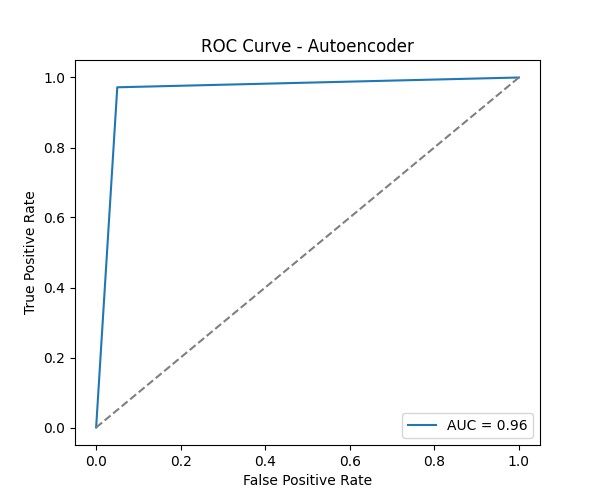 ROC Curve - Autoencoder
True Positive Rate
1.0
0.8
0.6
0.4
0.2
0.0
AUC = 0.96
0.0 0.2 0.4 0.6 0.8 1.0
False Positive Rate